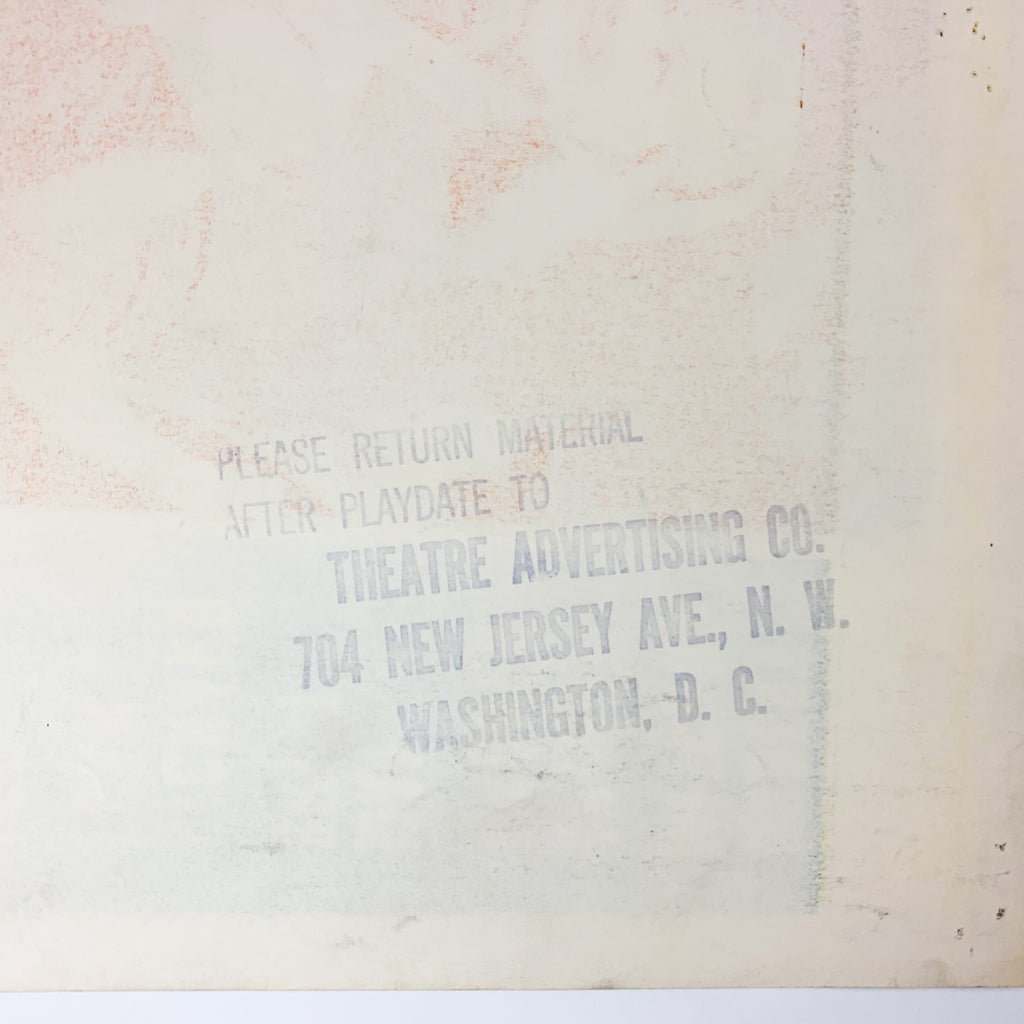 PLEASE RETURN MATERIAL
AFTER PLAYDATE TO
THEATRE ADVERTISING CO.
704 NEW JERSEY AVE., N. W.
WASHINGTON, D. C.